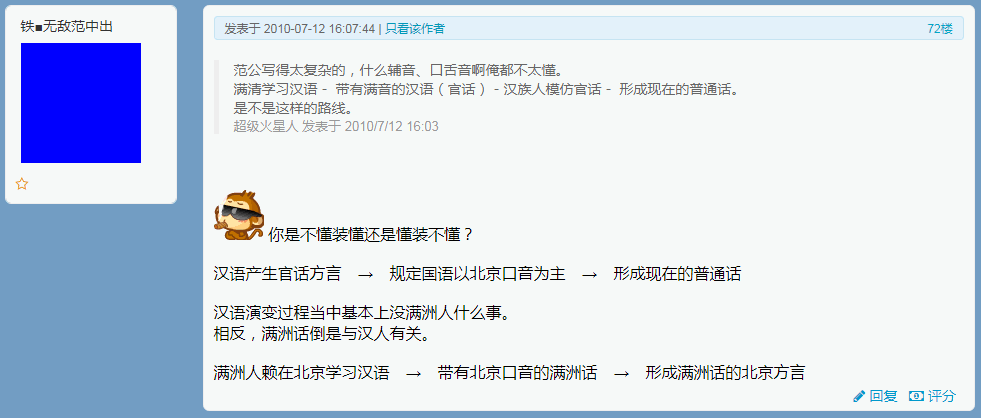 铁■无敌范中出
发表于 2010-07-12 16:07:44 | 只看该作者
72楼
范公写得太复杂的，什么辅音、口舌音啊俺都不太懂。
满清学习汉语－ 带有满音的汉语（官话）－汉族人模仿官话－ 形成现在的普通话。
是不是这样的路线。
超级火星人 发表于 2010/7/12 16:03
你是不懂装懂还是懂装不懂？
汉语产生官话方言 → 规定国语以北京口音为主 → 形成现在的普通话
汉语演变过程当中基本上没满洲人什么事。
相反，满洲话倒是与汉人有关。
满洲人赖在北京学习汉语 → 带有北京口音的满洲话 → 形成满洲话的北京方言
回复 评分